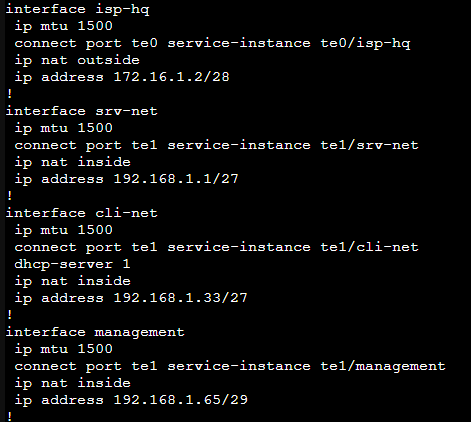 interface isp-hq
ip mtu 1500
connect port te0 service-instance te0/isp-hq
ip nat outside
ip address 172.16.1.2/28
!
interface srv-net
ip mtu 1500
connect port te1 service-instance te1/srv-net
ip nat inside
ip address 192.168.1.1/27
!
interface cli-net
ip mtu 1500
connect port te1 service-instance te1/cli-net
dhcp-server 1
ip nat inside
ip address 192.168.1.33/27
!
interface management
ip mtu 1500
connect port te1 service-instance te1/management
ip nat inside
ip address 192.168.1.65/29
!